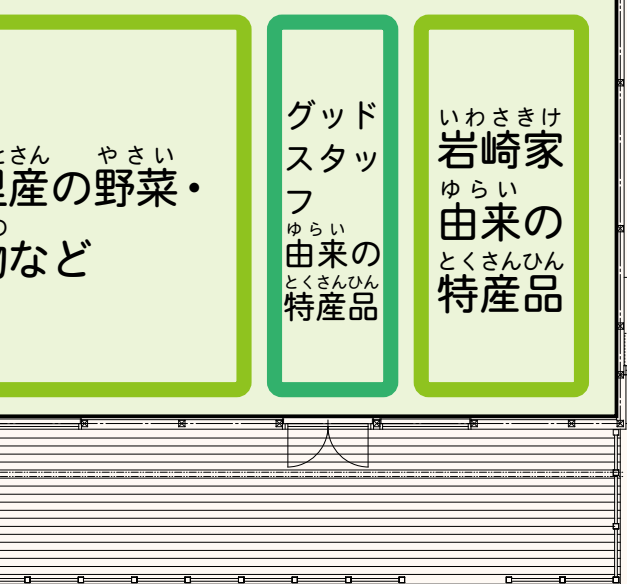 さん やさい
産の野菜・
など
グッド
スタッ
フ
ゆらい
由来の
とくさんひん
特産品
いわさきけ
岩崎家
ゆらい
由来の
とくさんひん
特産品